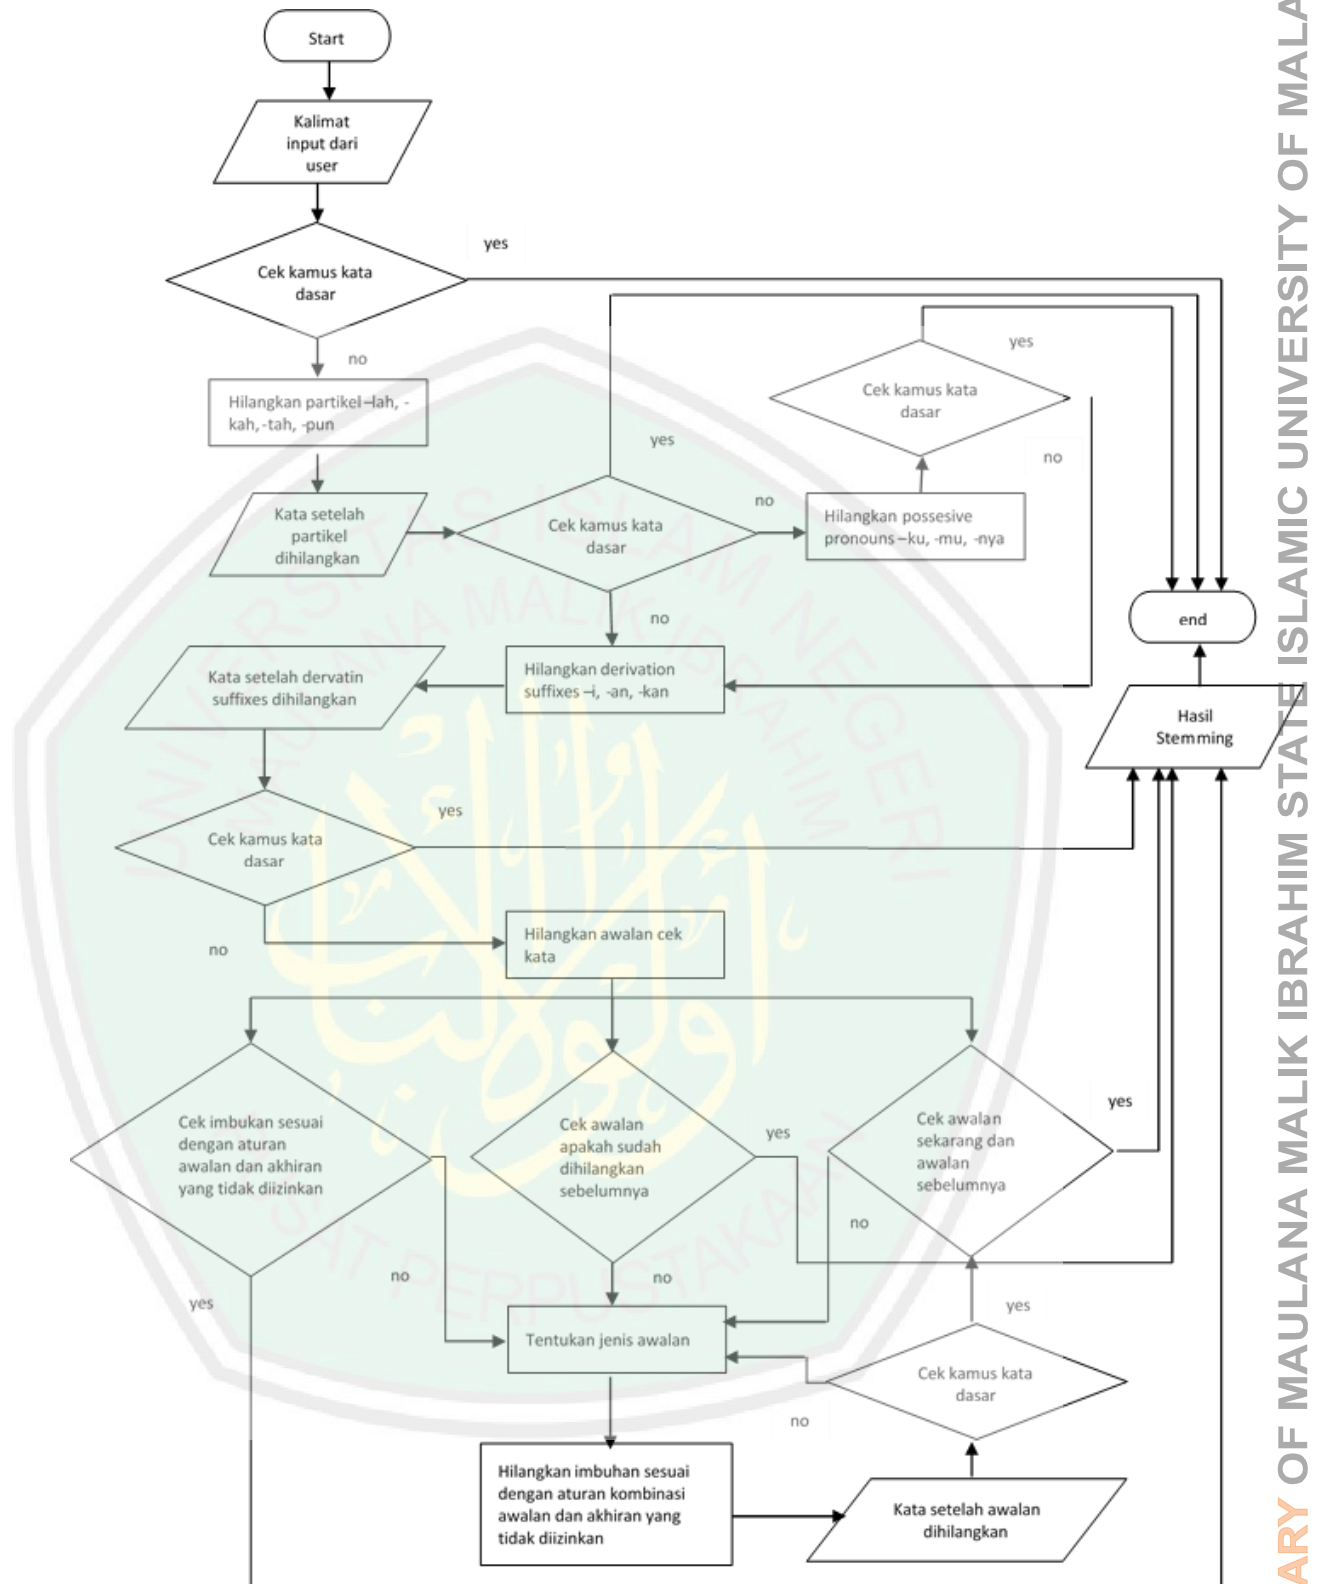 Start
Kalimat
input dari
user
yes
Cek kamus kata
dasar
no
Hilangkan partikel –lah, -
kah, -tah, -pun
yes
Cek kamus kata
dasar
yes
no
Kata setelah
partikel
dihilangkan
Cek kamus kata
dasar
no
Hilangkan possesive
pronouns –ku, -mu, -nya
no
end
Kata setelah dervatin
suffixes dihilangkan
Hilangkan derivation
suffixes –i, -an, -kan
Hasil
Stemming
yes
Cek kamus kata
dasar
no
Hilangkan awalan cek
kata
Cek imbukan sesuai
dengan aturan
awalan dan akhiran
yang tidak diizinkan
Cek awalan
apakah sudah
dihilangkan
sebelumnya
yes
Cek awalan
sekarang dan
awalan
sebelumnya
yes
no
no
no
yes
yes
Tentukan jenis awalan
Cek kamus kata
dasar
no
Hilangkan imbuhan sesuai
dengan aturan kombinasi
awalan dan akhiran yang
tidak diizinkan
Kata setelah awalan
dihilangkan
UNIVERSITAS ISLAM NEGERI
MAULANA MALIK IBRAHIM
PUSAT PERPUSTAKAAN
ARY OF MAULANA MALIK IBRAHIM STATE ISLAMIC UNIVERSITY OF MALA